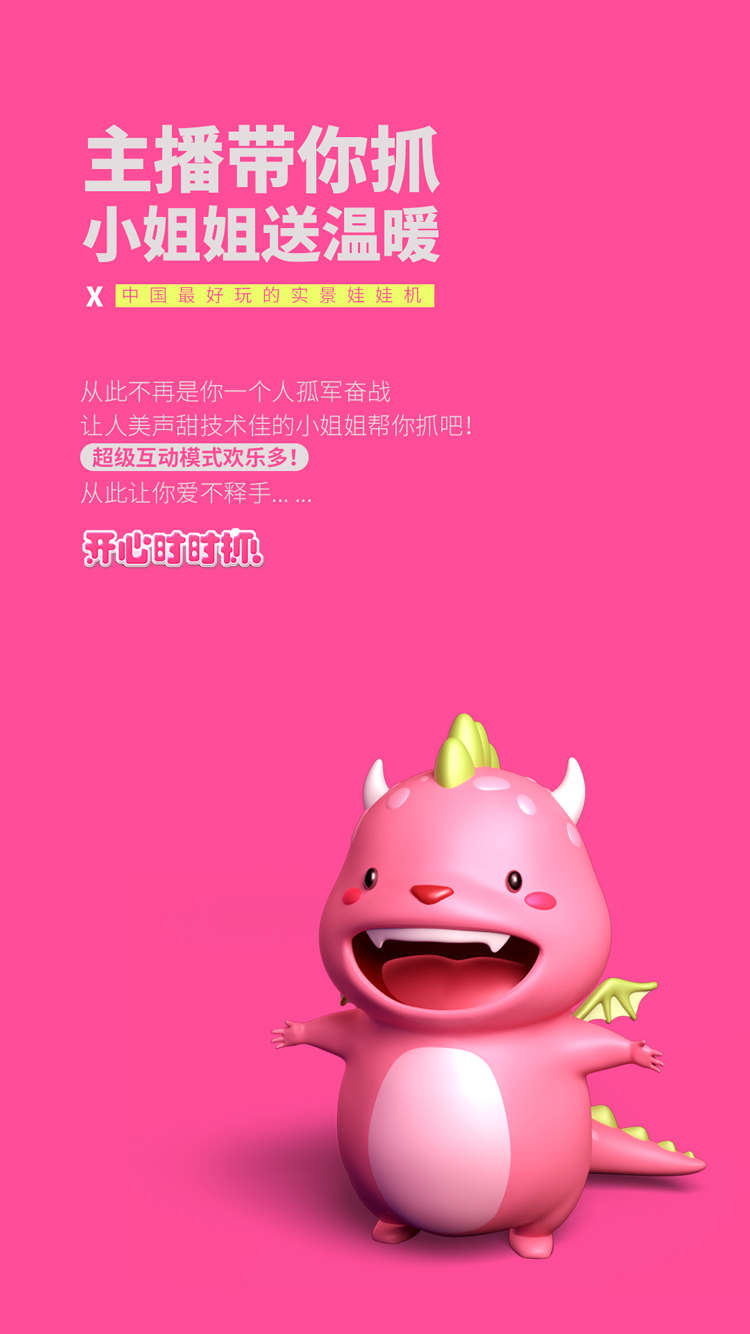 主播带你抓
小姐姐送温暖
X 中国最好玩的实景娃娃机
从此不再是你一个人孤军奋战
让人美声甜技术佳的小姐姐帮你抓吧！
超级互动模式欢乐多！
从此让你爱不释手... ...
开心时时抓